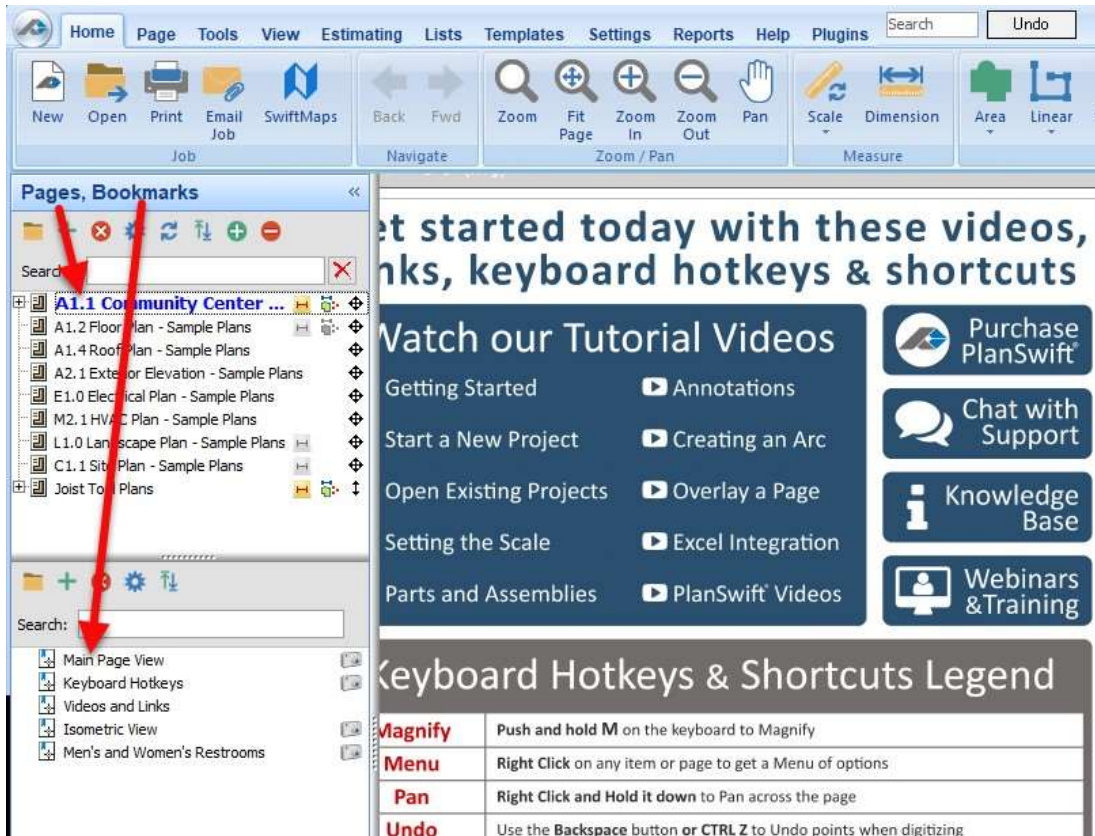 Home Page Tools View Estimating Lists Templates Settings Reports Help Plugins Search Undo
New Open Print Email Job SwiftMaps Back Fwd Zoom Fit Page Zoom In Zoom Out Pan Scale Dimension Area Linear
Job Navigate Zoom / Pan Measure
Pages, Bookmarks
Search:
A1.1 Community Center ...
A1.2 Floor Plan - Sample Plans
A1.4 Roof Plan - Sample Plans
A2.1 Exterior Elevation - Sample Plans
E1.0 Electrical Plan - Sample Plans
M2.1 HVAC Plan - Sample Plans
L1.0 Landscape Plan - Sample Plans
C1.1 Site Plan - Sample Plans
Joist Tool Plans
Search:
Main Page View
Keyboard Hotkeys
Videos and Links
Isometric View
Men's and Women's Restrooms
et started today with these videos,
nks, keyboard hotkeys & shortcuts
Watch our Tutorial Videos
Getting Started
Start a New Project
Open Existing Projects
Setting the Scale
Parts and Assemblies
Annotations
Creating an Arc
Overlay a Page
Excel Integration
PlanSwift® Videos
Purchase
PlanSwift®
Chat with
Support
Knowledge
Base
Webinars
&Training
Keyboard Hotkeys & Shortcuts Legend
Magnify Push and hold M on the keyboard to Magnify
Menu Right Click on any item or page to get a Menu of options
Pan Right Click and Hold it down to Pan across the page
Undo Use the Backspace button or CTRL Z to Undo points when digitizing